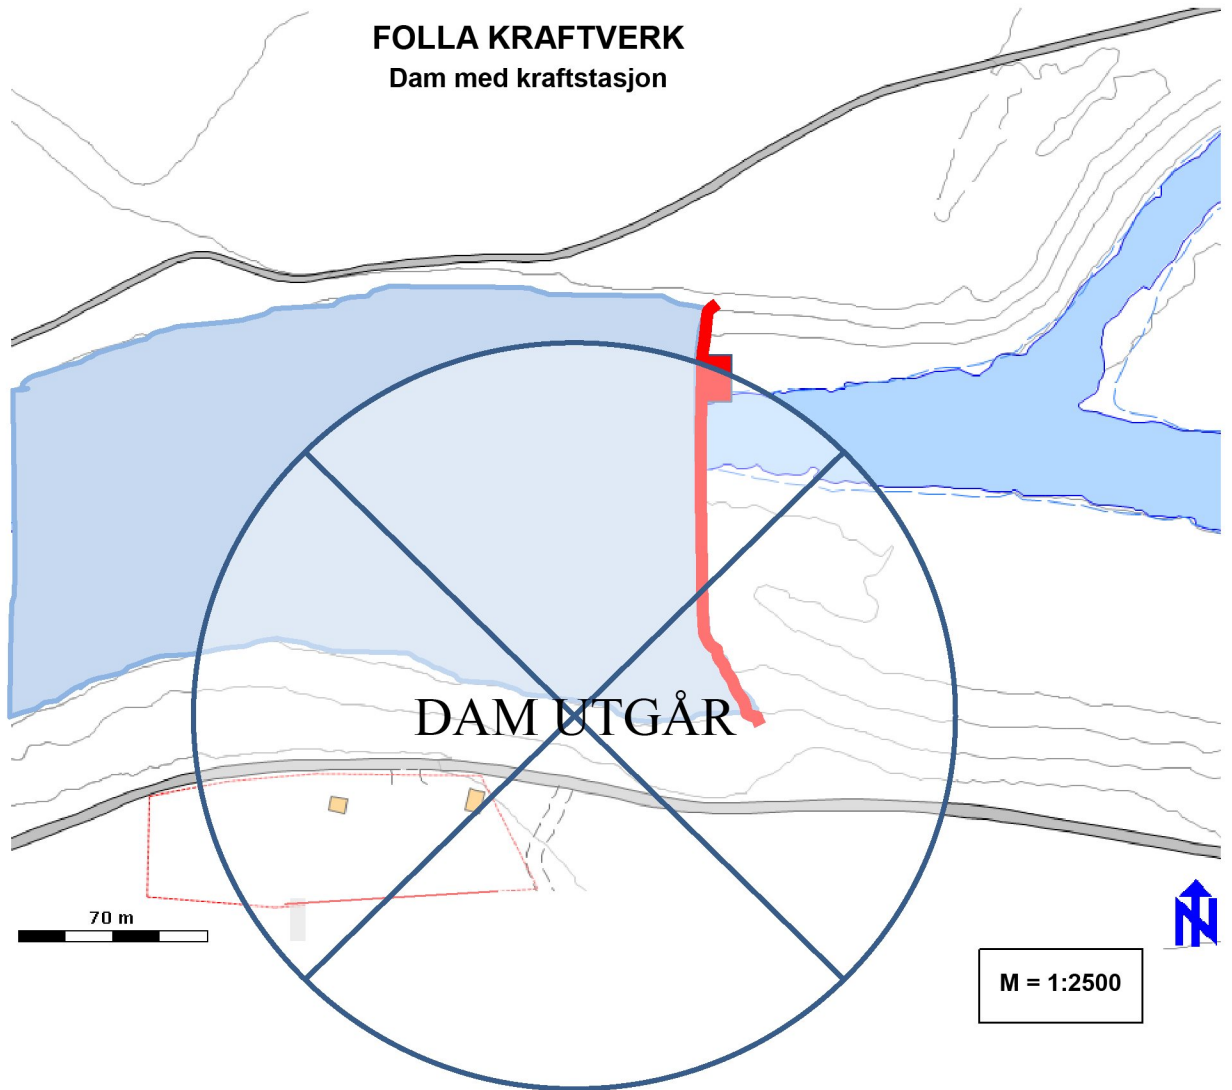 FOLLA KRAFTVERK
Dam med kraftstasjon
DAM UTGÅR
70 m
N
M = 1:2500